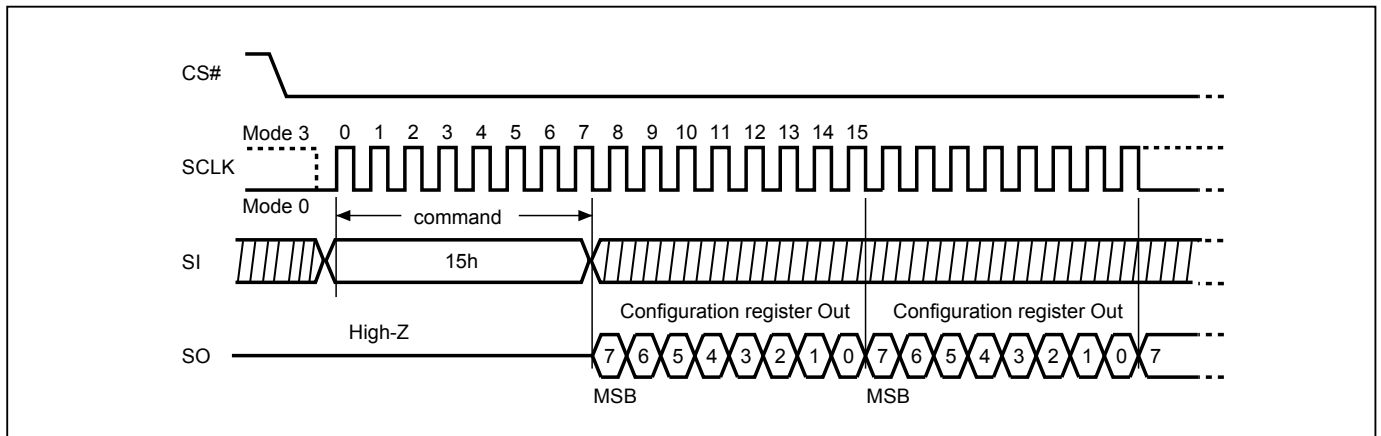 CS#
Mode 3 0 1 2 3 4 5 6 7 8 9 10 11 12 13 14 15
SCLK
Mode 0
command
SI 15h
Configuration register Out Configuration register Out
High-Z
SO 7 6 5 4 3 2 1 0 7 6 5 4 3 2 1 0 7
MSB MSB